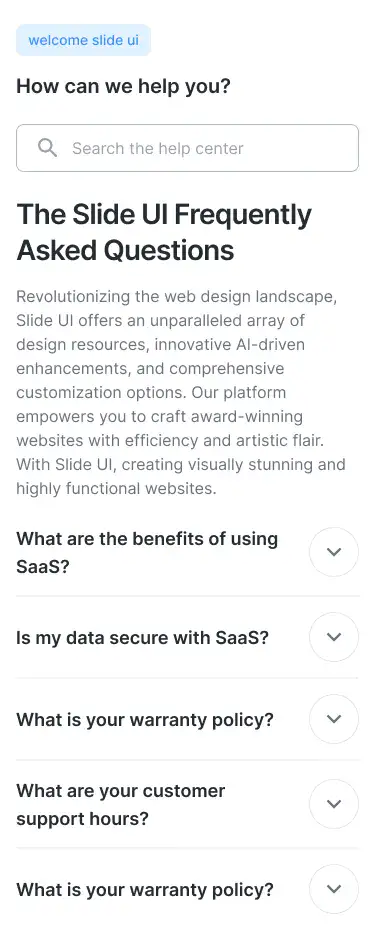 welcome slide ui
How can we help you?
Search the help center
The Slide UI Frequently
Asked Questions
Revolutionizing the web design landscape,
Slide UI offers an unparalleled array of
design resources, innovative AI-driven
enhancements, and comprehensive
customization options. Our platform
empowers you to craft award-winning
websites with efficiency and artistic flair.
With Slide UI, creating visually stunning and
highly functional websites.
What are the benefits of using
SaaS?
Is my data secure with SaaS?
What is your warranty policy?
What are your customer
support hours?
What is your warranty policy?